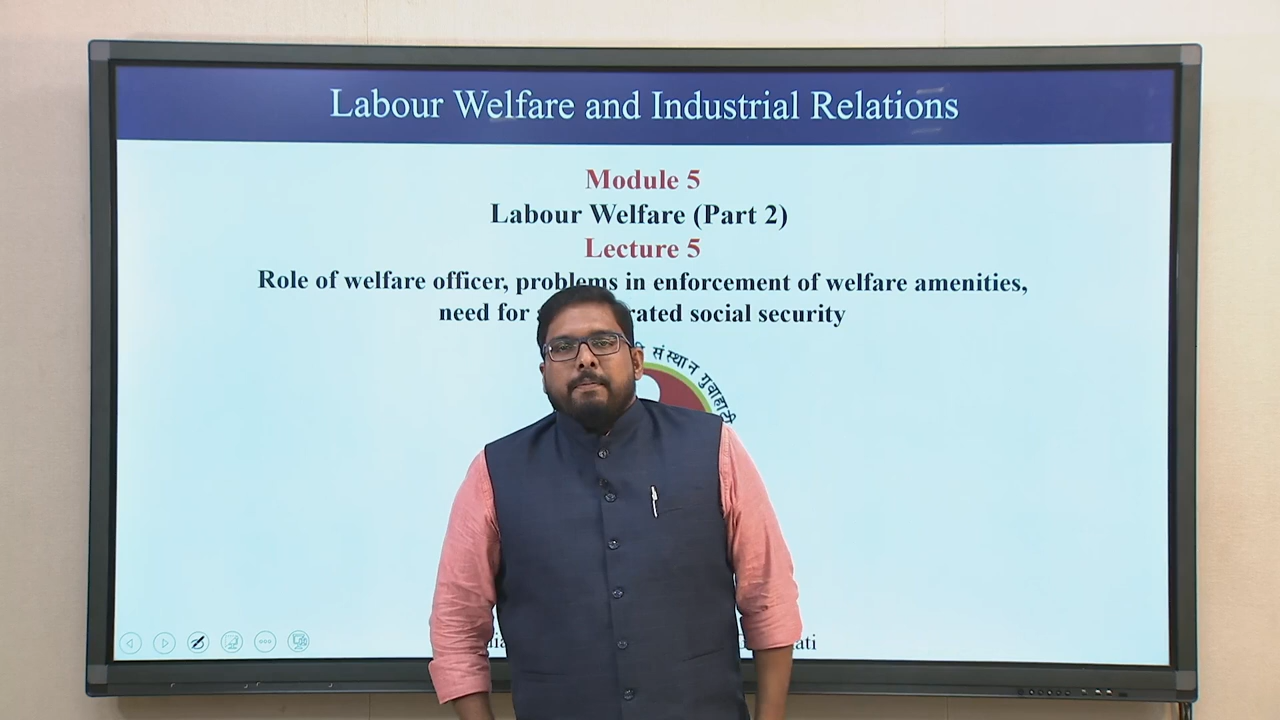 Labour Welfare and Industrial Relations
Module 5
Labour Welfare (Part 2)
Lecture 5
Role of welfare officer, problems in enforcement of welfare amenities,
need for rated social security
संस्थान गुवाहाटी